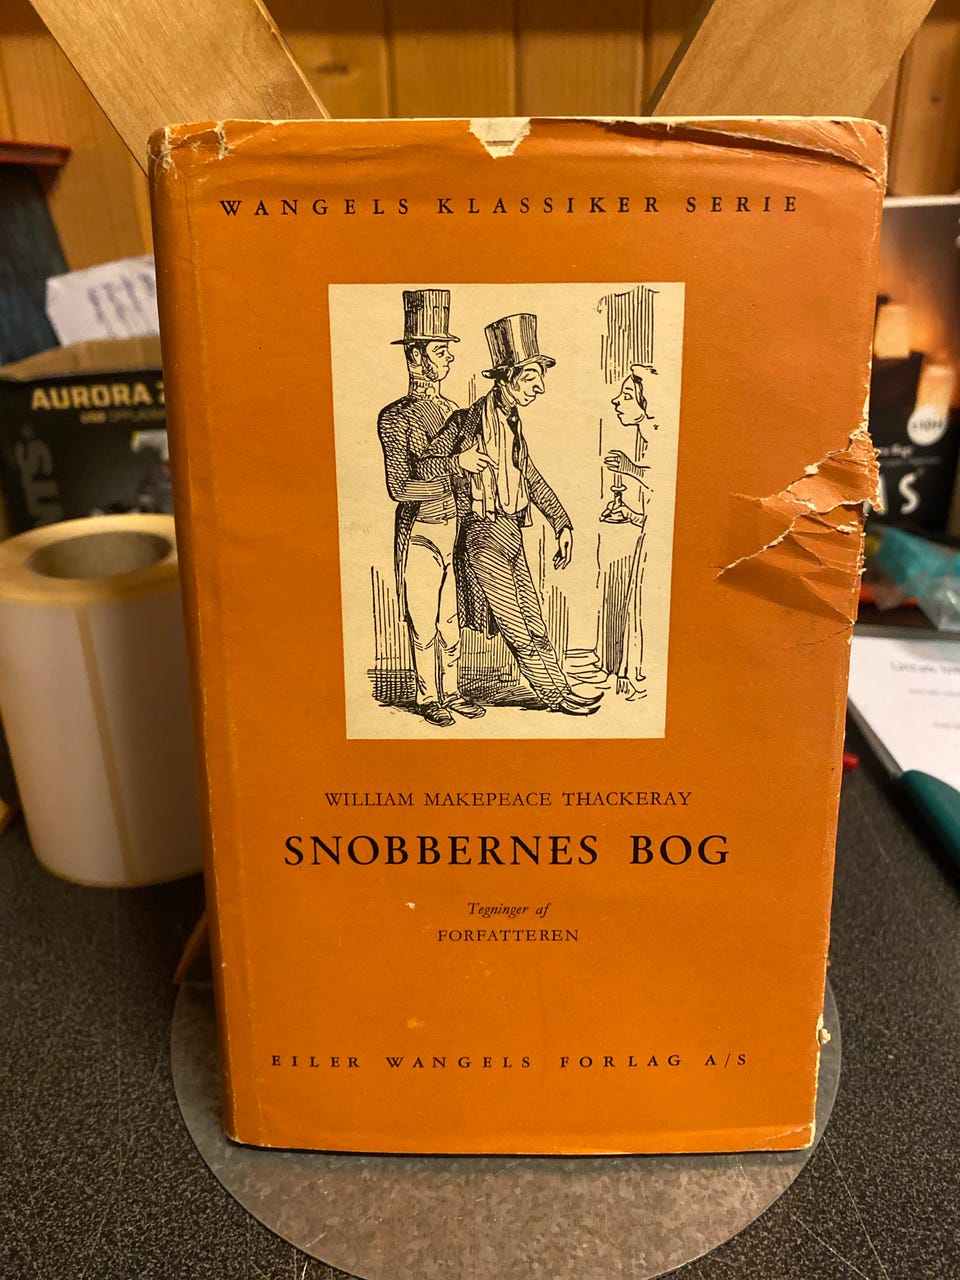 WANGELS KLASSIKER SERIE
WILLIAM MAKEPEACE THACKERAY
SNOBBERNES BOG
Tegninger af
FORFATTEREN
EILER WANGELS FORLAG A/S
AURORA